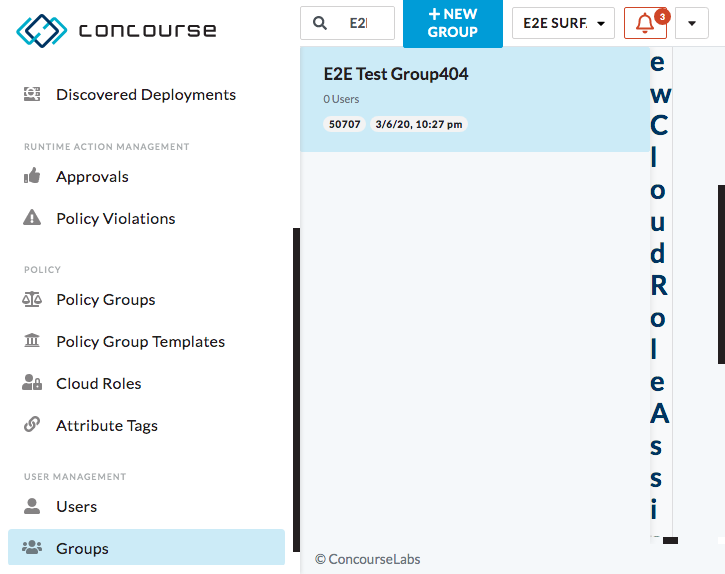 concourse
E2E
+ NEW GROUP
E2E SURF
3
Discovered Deployments
RUNTIME ACTION MANAGEMENT
Approvals
Policy Violations
POLICY
Policy Groups
Policy Group Templates
Cloud Roles
Attribute Tags
USER MANAGEMENT
Users
Groups
E2E Test Group404
0 Users
50707 3/6/20, 10:27 pm
e
w
C
l
o
u
d
R
o
l
e
A
s
s
i
© ConcourseLabs